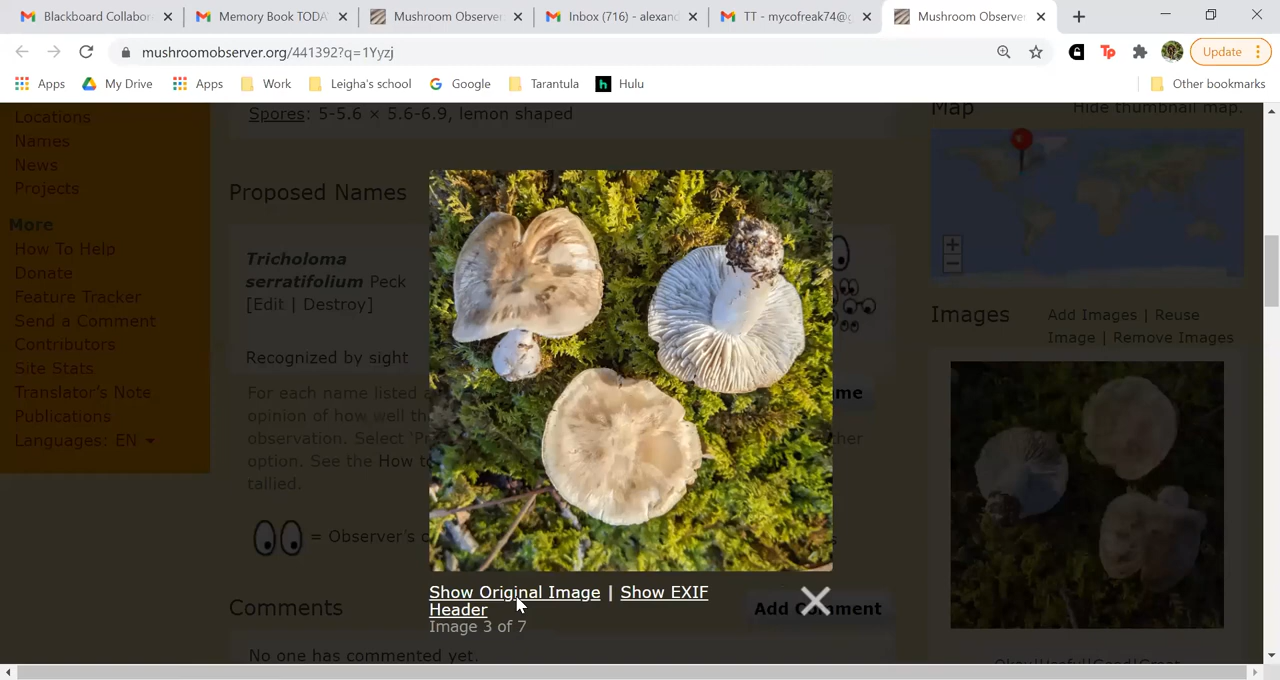 Blackboard Collabor
Memory Book TODA
Mushroom Observer
Inbox (716) - alexand
TT - mycofreak74@g
Mushroom Observe
mushroomobserver.org/441392?q=1Yyzj
Tp
Update
Apps
My Drive
Apps
Work
Leigha's school
Google
Tarantula
Hulu
Other bookmarks
Locations
Names
News
Projects
More
How To Help
Donate
Feature Tracker
Send a Comment
Contributors
Site Stats
Translator's Note
Publications
Languages: EN
Spores: 5-5.6 × 5.6-6.9, lemon shaped
Proposed Names
Tricholoma
serratifolium Peck
[Edit | Destroy]
Recognized by sight
For each name listed
opinion of how well th
observation. Select 'Pr
option. See the How to
tallied.
= Observer's c
Comments
Add Comment
No one has commented yet.
Show Original Image | Show EXIF
Header
Image 3 of 7
Map
Hide thumbnail map.
Images
Add Images | Reuse
Image | Remove Images